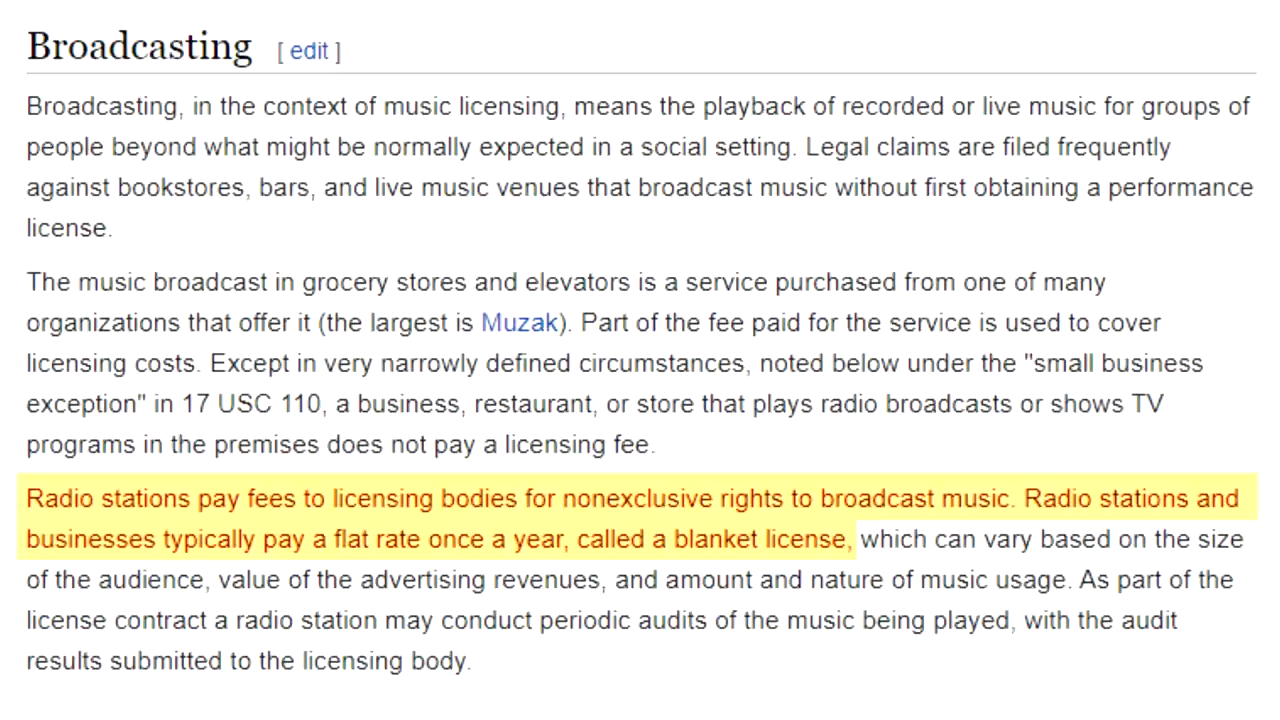 Broadcasting [ edit ]
Broadcasting, in the context of music licensing, means the playback of recorded or live music for groups of
people beyond what might be normally expected in a social setting. Legal claims are filed frequently
against bookstores, bars, and live music venues that broadcast music without first obtaining a performance
license.
The music broadcast in grocery stores and elevators is a service purchased from one of many
organizations that offer it (the largest is Muzak). Part of the fee paid for the service is used to cover
licensing costs. Except in very narrowly defined circumstances, noted below under the "small business
exception" in 17 USC 110, a business, restaurant, or store that plays radio broadcasts or shows TV
programs in the premises does not pay a licensing fee.
Radio stations pay fees to licensing bodies for nonexclusive rights to broadcast music. Radio stations and
businesses typically pay a flat rate once a year, called a blanket license, which can vary based on the size
of the audience, value of the advertising revenues, and amount and nature of music usage. As part of the
license contract a radio station may conduct periodic audits of the music being played, with the audit
results submitted to the licensing body.